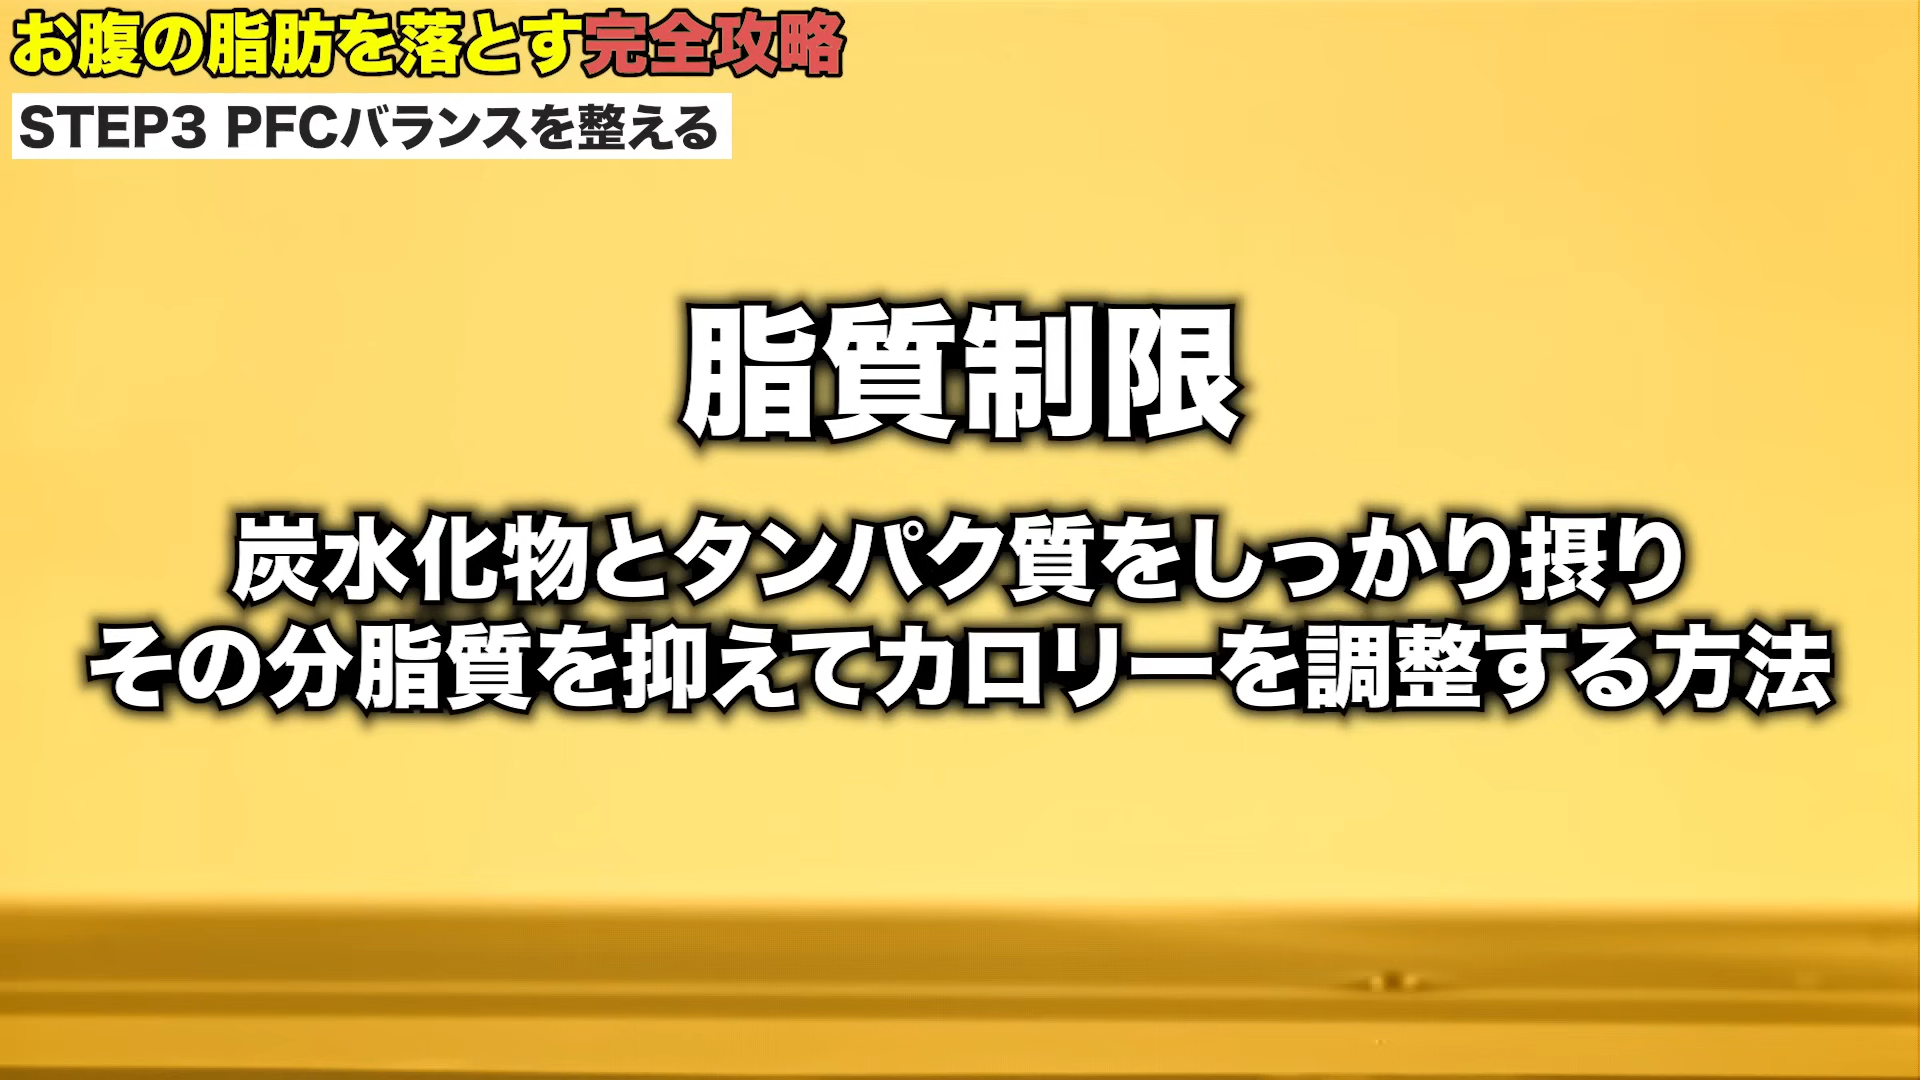 お腹の脂肪を落とす完全攻略
STEP3 PFCバランスを整える
脂質制限
炭水化物とタンパク質をしっかり摂り
その分脂質を抑えてカロリーを調整する方法